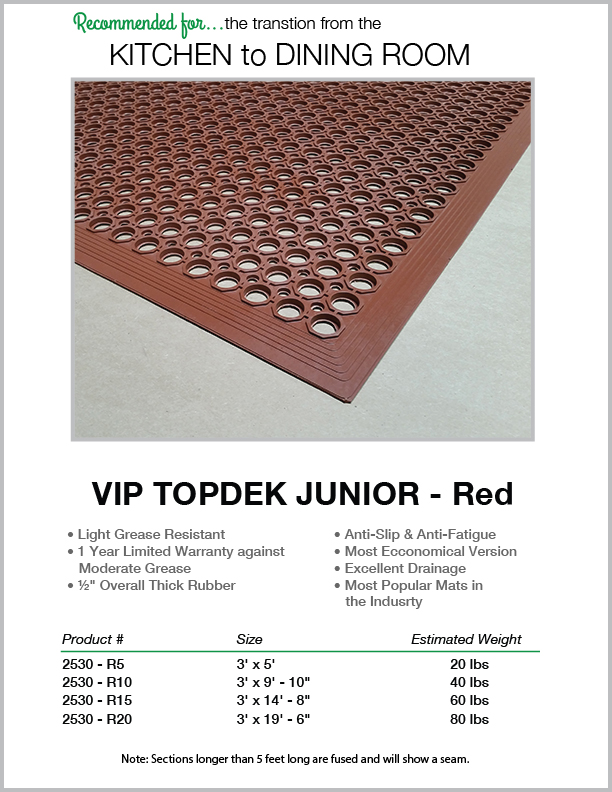 Recommended for...the transtion from the
KITCHEN to DINING ROOM
VIP TOPDEK JUNIOR - Red
• Light Grease Resistant
• 1 Year Limited Warranty against
Moderate Grease
• ½" Overall Thick Rubber
• Anti-Slip & Anti-Fatigue
• Most Ecconomical Version
• Excellent Drainage
• Most Popular Mats in
the Indusrty
Product # Size Estimated Weight
2530 - R5 3' x 5' 20 lbs
2530 - R10 3' x 9' - 10" 40 lbs
2530 - R15 3' x 14' - 8" 60 lbs
2530 - R20 3' x 19' - 6" 80 lbs
Note: Sections longer than 5 feet long are fused and will show a seam.